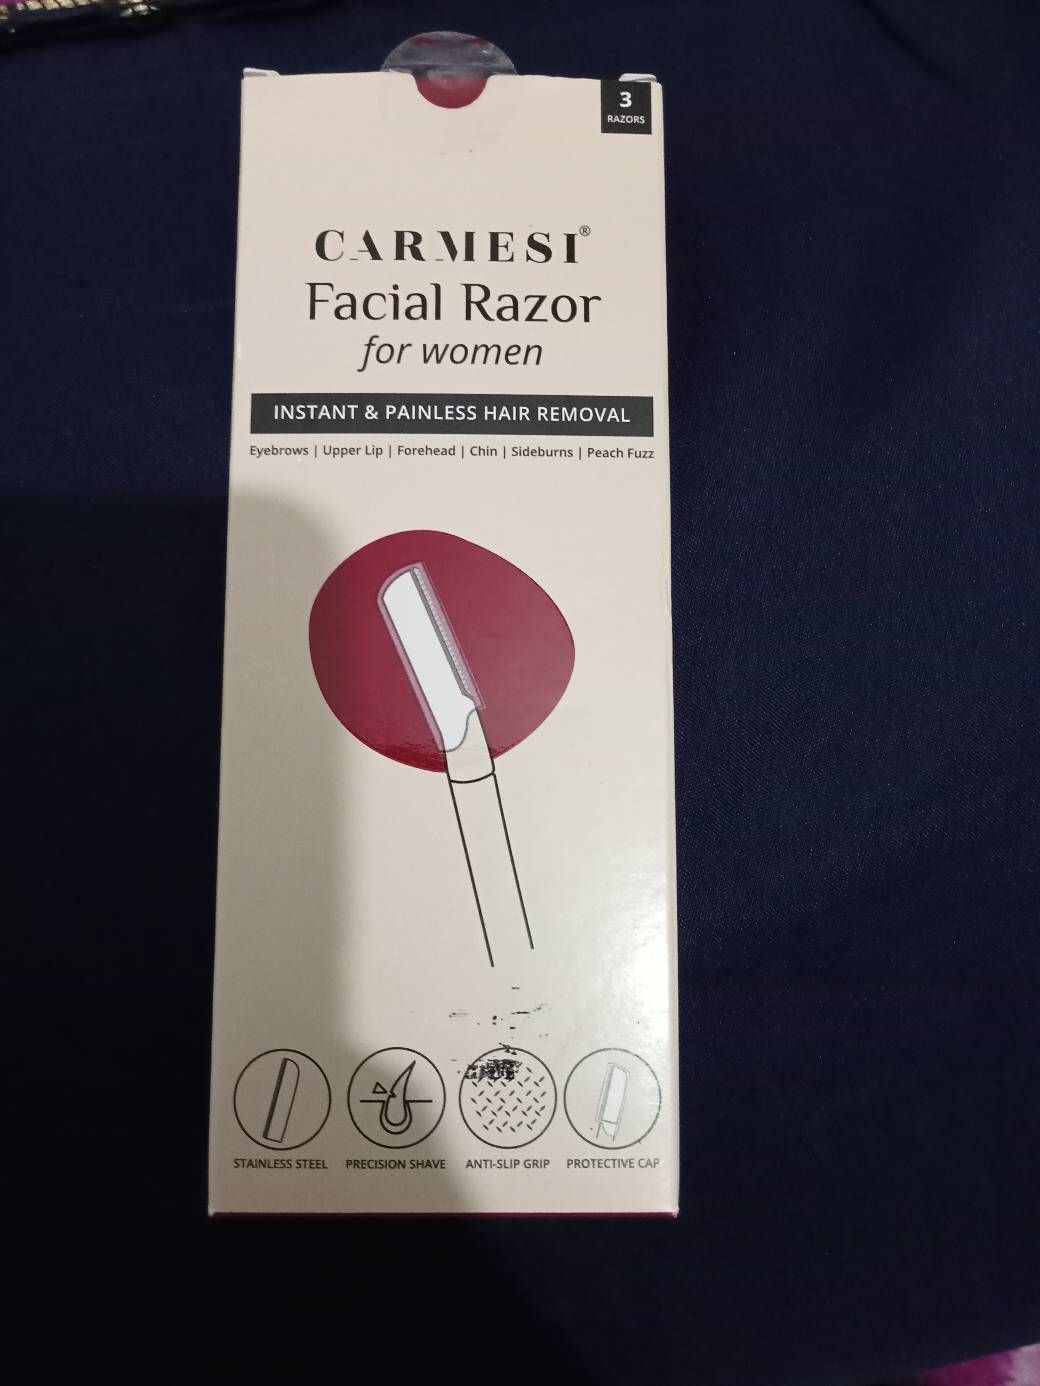 3
RAZORS
CARMESI®
Facial Razor
for women
INSTANT & PAINLESS HAIR REMOVAL
Eyebrows | Upper Lip | Forehead | Chin | Sideburns | Peach Fuzz
STAINLESS STEEL PRECISION SHAVE ANTI-SLIP GRIP PROTECTIVE CAP